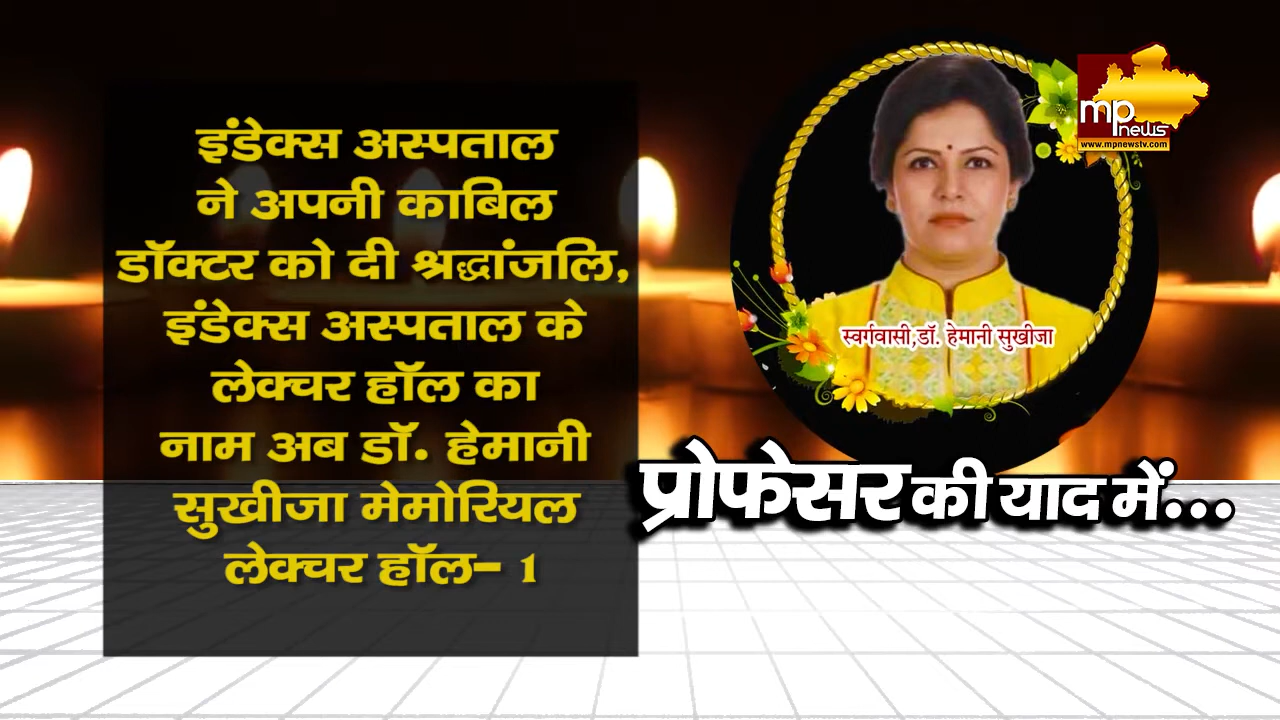 इंडेक्स अस्पताल
ने अपनी काबिल
डॉक्टर को दी श्रद्धांजलि,
इंडेक्स अस्पताल के
लेक्चर हॉल का
नाम अब डॉ. हेमानी
सुखीजा मेमोरियल
लेक्चर हॉल- 1
mp
news
www.mpnewstv.com
स्वर्गवासी,डॉ. हेमानी सुखीजा
प्रोफेसर की याद में...